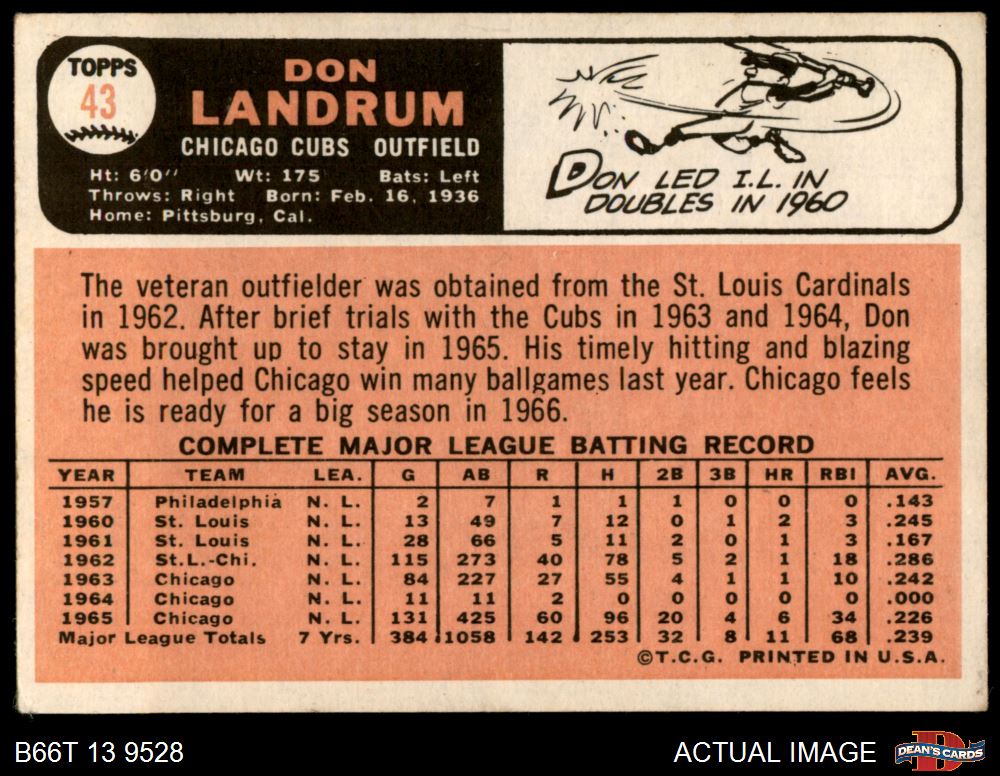 TOPPS
43
DON
LANDRUM
CHICAGO CUBS OUTFIELD
Ht: 6'0" Wt: 175 Bats: Left
Throws: Right Born: Feb. 16, 1936
Home: Pittsburg, Cal.
DON LED I.L. IN
DOUBLES IN 1960
The veteran outfielder was obtained from the St. Louis Cardinals
in 1962. After brief trials with the Cubs in 1963 and 1964, Don
was brought up to stay in 1965. His timely hitting and blazing
speed helped Chicago win many ballgames last year. Chicago feels
he is ready for a big season in 1966.
COMPLETE MAJOR LEAGUE BATTING RECORD
YEAR TEAM LEA. G AB R H 2B 3B HR RBI AVG.
1957 Philadelphia N. L. 2 7 1 1 1 0 0 0 .143
1960 St. Louis N. L. 13 49 7 12 0 1 2 3 .245
1961 St. Louis N. L. 28 66 5 11 2 0 1 3 .167
1962 St.L.-Chi. N. L. 115 273 40 78 5 2 1 18 .286
1963 Chicago N. L. 84 227 27 55 4 1 1 10 .242
1964 Chicago N. L. 11 11 2 0 0 0 0 0 .000
1965 Chicago N. L. 131 425 60 96 20 4 6 34 .226
Major League Totals 7 Yrs. 384 1058 142 253 32 8 11 68 .239
©T.C.G. PRINTED IN U.S.A.
B66T 13 9528
ACTUAL IMAGE
D
DEAN'S CARDS